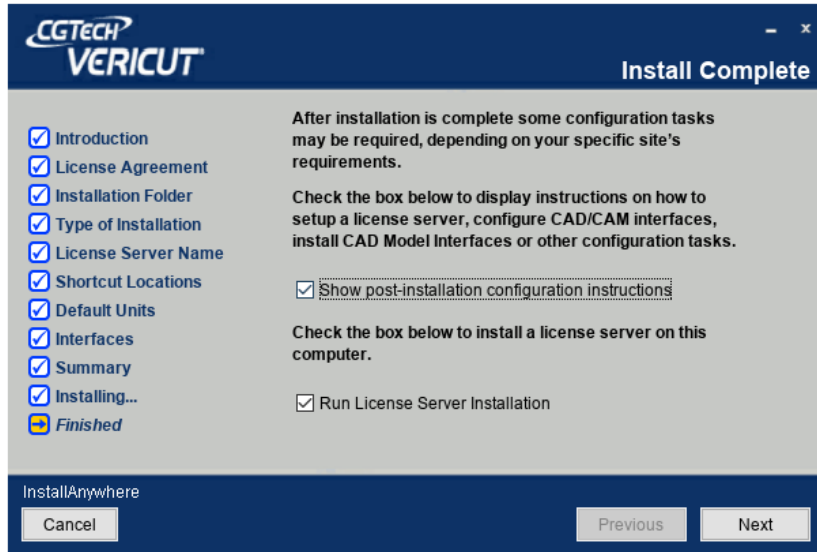 CGTECH
VERICUT
Install Complete
Introduction
License Agreement
Installation Folder
Type of Installation
License Server Name
Shortcut Locations
Default Units
Interfaces
Summary
Installing...
Finished
After installation is complete some configuration tasks
may be required, depending on your specific site's
requirements.
Check the box below to display instructions on how to
setup a license server, configure CAD/CAM interfaces,
install CAD Model Interfaces or other configuration tasks.
Show post-installation configuration instructions
Check the box below to install a license server on this
computer.
Run License Server Installation
InstallAnywhere
Cancel
Previous
Next